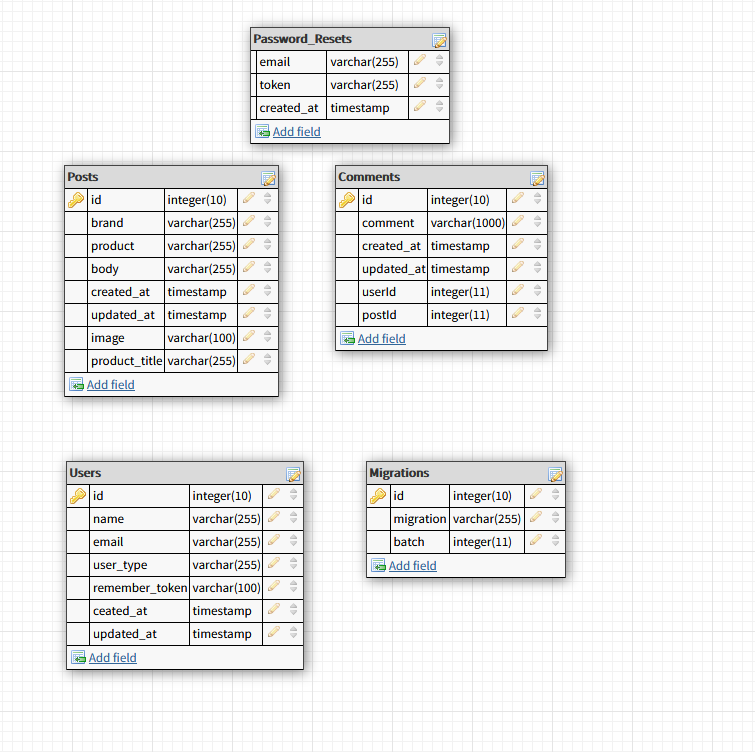 Password_Resets
email varchar(255)
token varchar(255)
created_at timestamp
Add field
Posts
id integer(10)
brand varchar(255)
product varchar(255)
body varchar(255)
created_at timestamp
updated_at timestamp
image varchar(100)
product_title varchar(255)
Add field
Comments
id integer(10)
comment varchar(1000)
created_at timestamp
updated_at timestamp
userId integer(11)
postId integer(11)
Add field
Users
id integer(10)
name varchar(255)
email varchar(255)
user_type varchar(255)
remember_token varchar(100)
ceated_at timestamp
updated_at timestamp
Add field
Migrations
id integer(10)
migration varchar(255)
batch integer(11)
Add field